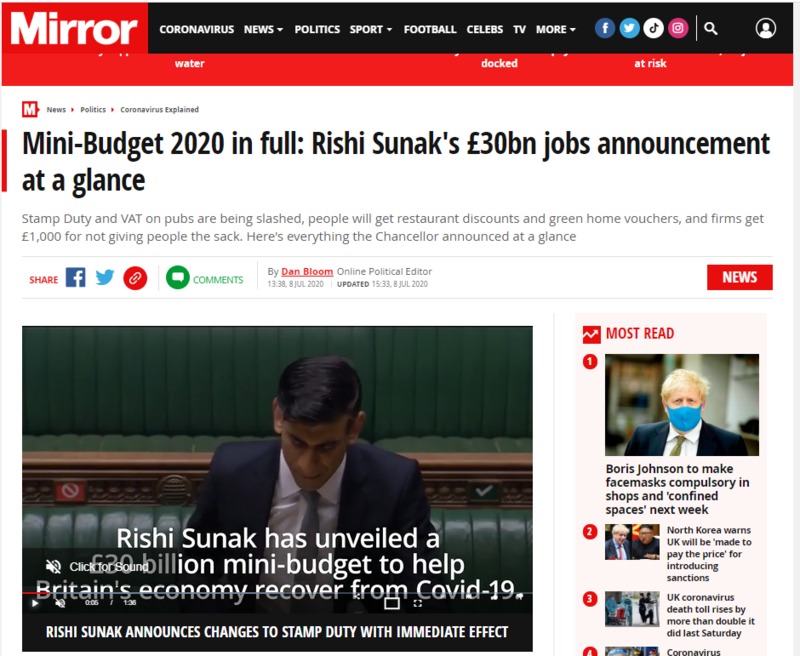 Mirror
CORONAVIRUS NEWS POLITICS SPORT FOOTBALL CELEBS TV MORE
water
docked
at risk
M News Politics Coronavirus Explained
Mini-Budget 2020 in full: Rishi Sunak's £30bn jobs announcement
at a glance
Stamp Duty and VAT on pubs are being slashed, people will get restaurant discounts and green home vouchers, and firms get
£1,000 for not giving people the sack. Here's everything the Chancellor announced at a glance
SHARE COMMENTS
By Dan Bloom Online Political Editor
13:38, 8 JUL 2020 UPDATED 15:33, 8 JUL 2020
NEWS
Rishi Sunak has unveiled a
£30 billion mini-budget to help
Britain's economy recover from Covid-19.
Click for Sound
0:05 / 1:36
RISHI SUNAK ANNOUNCES CHANGES TO STAMP DUTY WITH IMMEDIATE EFFECT
MOST READ
1
Boris Johnson to make
facemasks compulsory in
shops and 'confined
spaces' next week
2
North Korea warns
UK will be 'made to
pay the price' for
introducing
sanctions
3
UK coronavirus
death toll rises by
more than double it
did last Saturday
4
Coronavirus